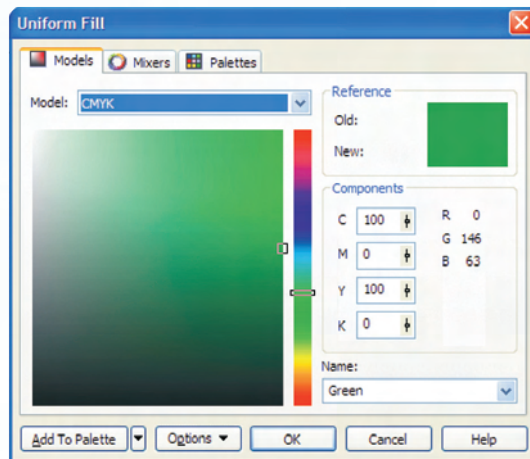 Uniform Fill
Models Mixers Palettes
Model: CMYK
Reference
Old:
New:
Components
C 100 R 0
M 0 G 146
Y 100 B 63
K 0
Name:
Green
Add To Palette Options OK Cancel Help